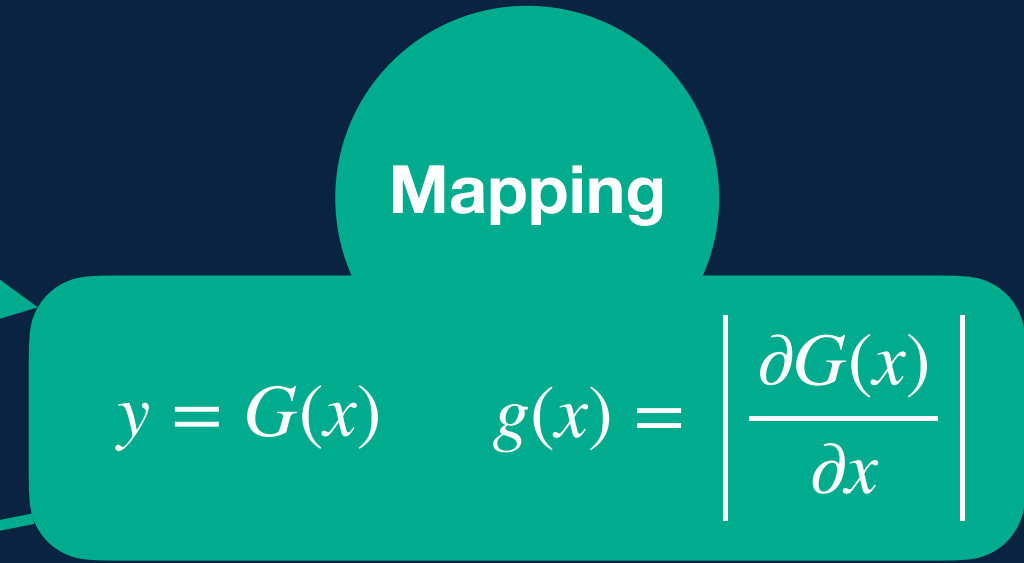 Mapping
y = G(x) g(x) = |∂G(x)/∂x|